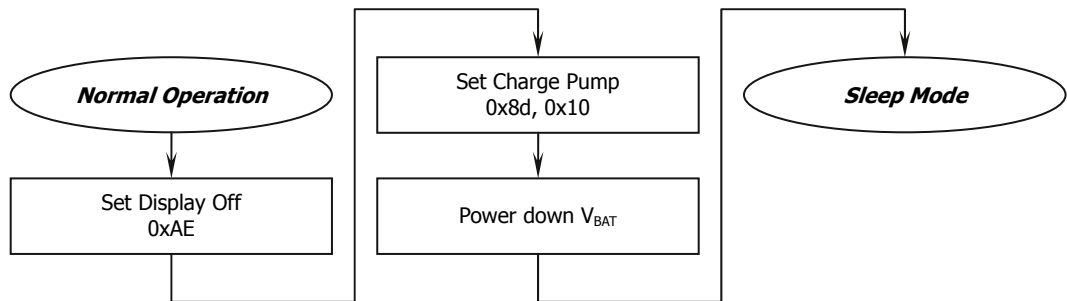 Normal Operation
Set Display Off
0xAE
Set Charge Pump
0x8d, 0x10
Power down VBAT
Sleep Mode